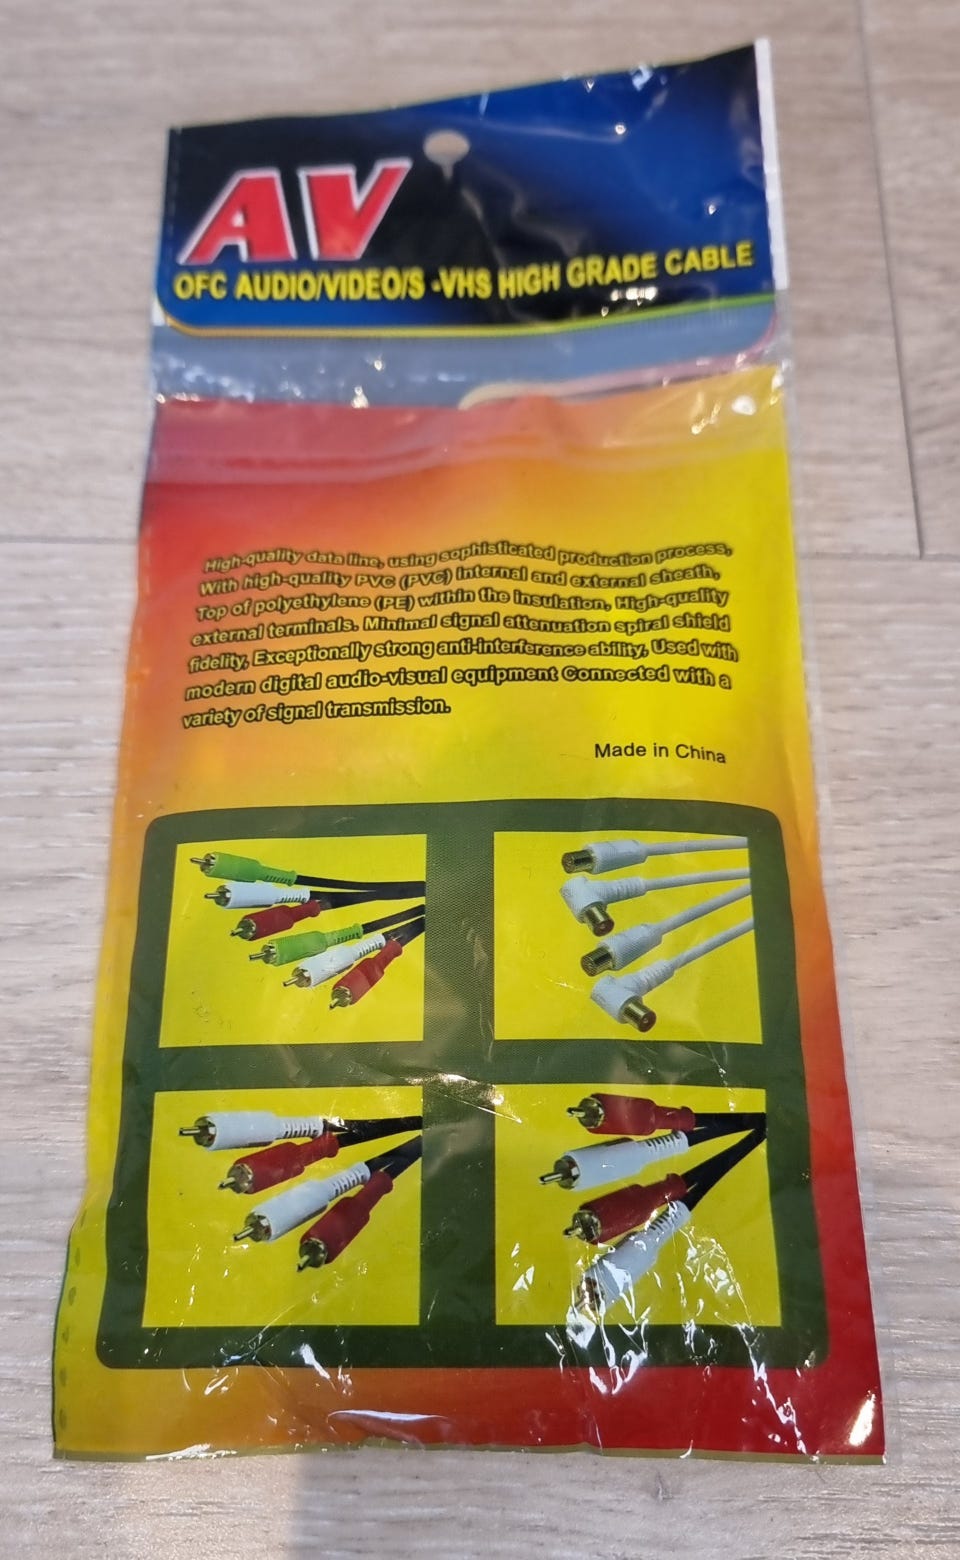 AV
OFC AUDIO/VIDEO/S -VHS HIGH GRADE CABLE
High-quality data line, using sophisticated production process,
With high-quality PVC (PVC) internal and external sheath,
Top of polyethylene (PE) within the insulation, High-quality
external terminals. Minimal signal attenuation spiral shield
fidelity, Exceptionally strong anti-interference ability, Used with
modern digital audio-visual equipment Connected with a
variety of signal transmission.
Made in China